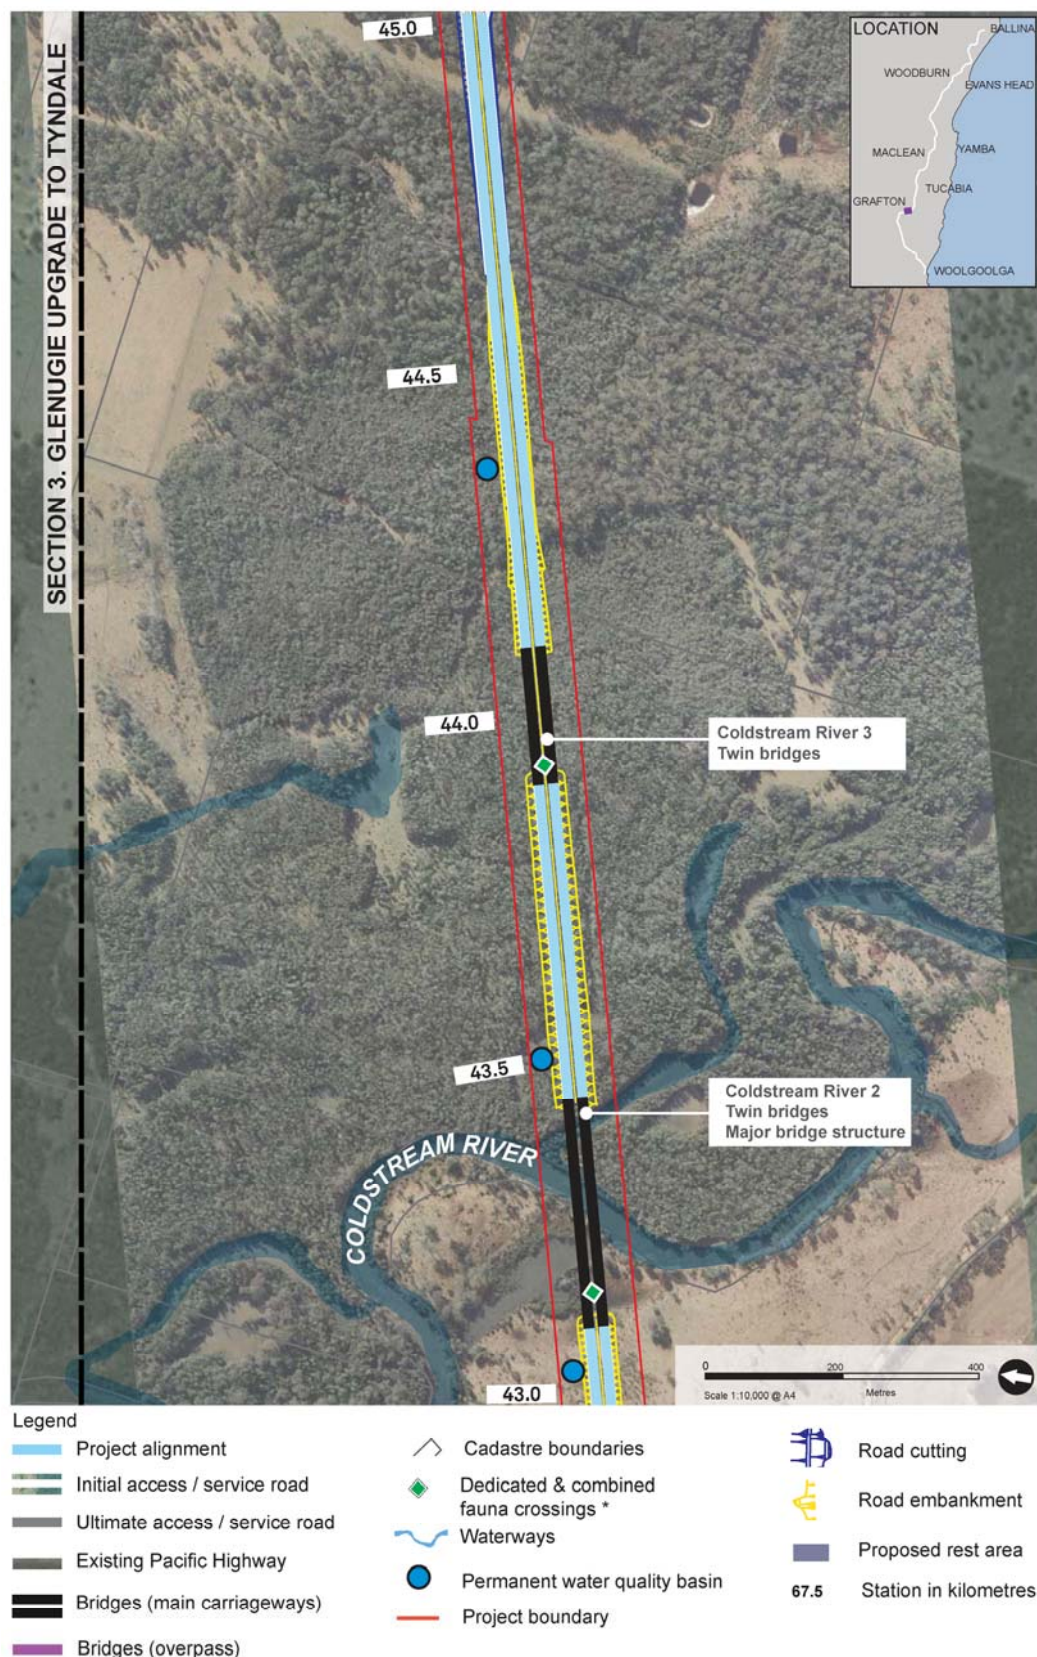 SECTION 3. GLENUGIE UPGRADE TO TYNDALE
45.0
LOCATION
BALLINA
WOODBURN
EVANS HEAD
MACLEAN
YAMBA
TUCABIA
GRAFTON
WOOLGOOLGA
44.5
44.0
Coldstream River 3
Twin bridges
43.5
Coldstream River 2
Twin bridges
Major bridge structure
COLDSTREAM RIVER
43.0
0 200 400
Scale 1:10,000 @ A4 Metres
Legend
Project alignment
Initial access / service road
Ultimate access / service road
Existing Pacific Highway
Bridges (main carriageways)
Bridges (overpass)
Cadastre boundaries
Dedicated & combined
fauna crossings *
Waterways
Permanent water quality basin
Project boundary
Road cutting
Road embankment
Proposed rest area
67.5 Station in kilometres